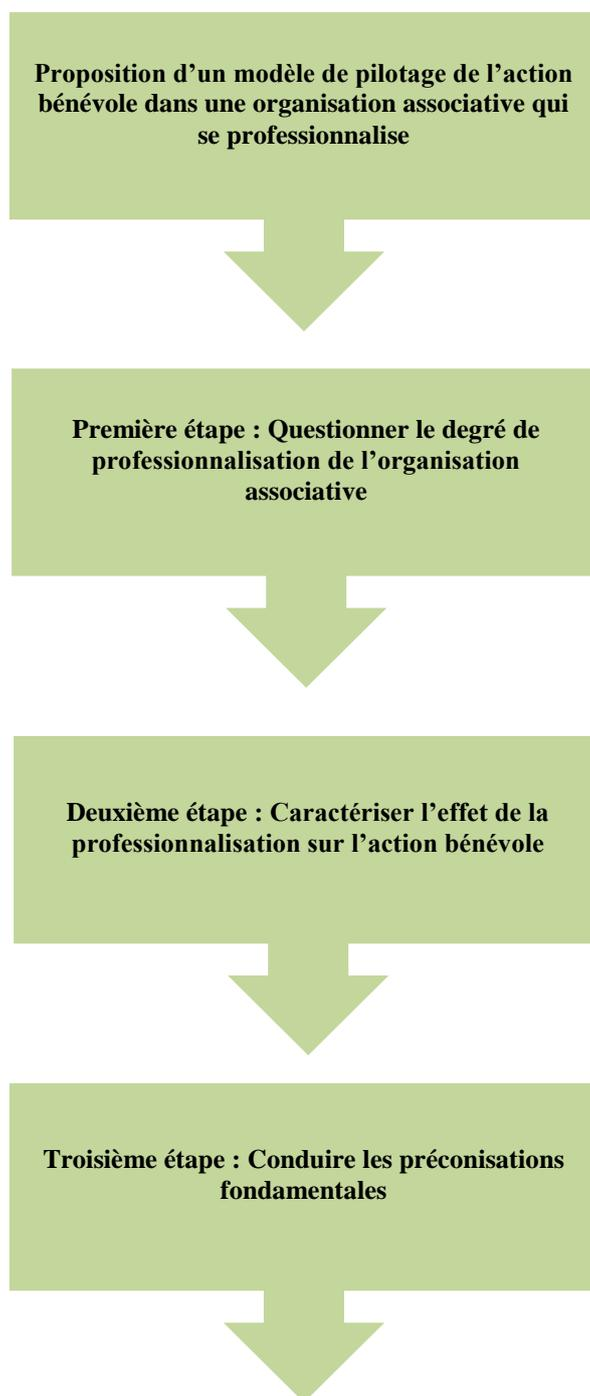 Proposition d’un modèle de pilotage de l’action
bénévole dans une organisation associative qui
se professionnalise
Première étape : Questionner le degré de
professionnalisation de l’organisation
associative
Deuxième étape : Caractériser l’effet de la
professionnalisation sur l’action bénévole
Troisième étape : Conduire les préconisations
fondamentales